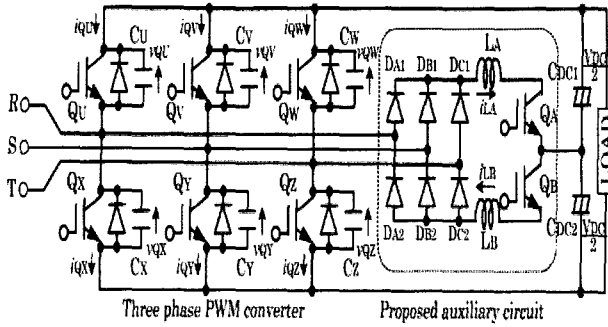 iQU CU iQV CV iQW CW
vQU vQV vQW
QU QV QW
LA
DA1 DB1 DC1
iLA
QA
CDC1 VDC/2
R
S
T
LOAD
iLB
QB
QX QY QZ
DA2 DB2 DC2
LB
CDC2 VDC/2
vQX vQY vQZ
iQX CX iQY CY iQZ CZ
Three phase PWM converter Proposed auxiliary circuit